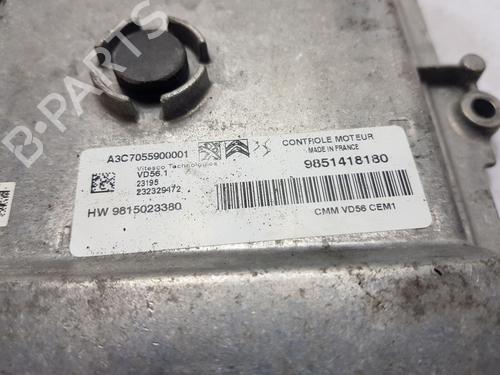 A3C7055900001
Vitesco Technologies
VD56.1
23195
232329472
HW 9815023380
CONTROLE MOTEUR
MADE IN FRANCE
9851418180
CMM VD56 CEM1
B-PARTS